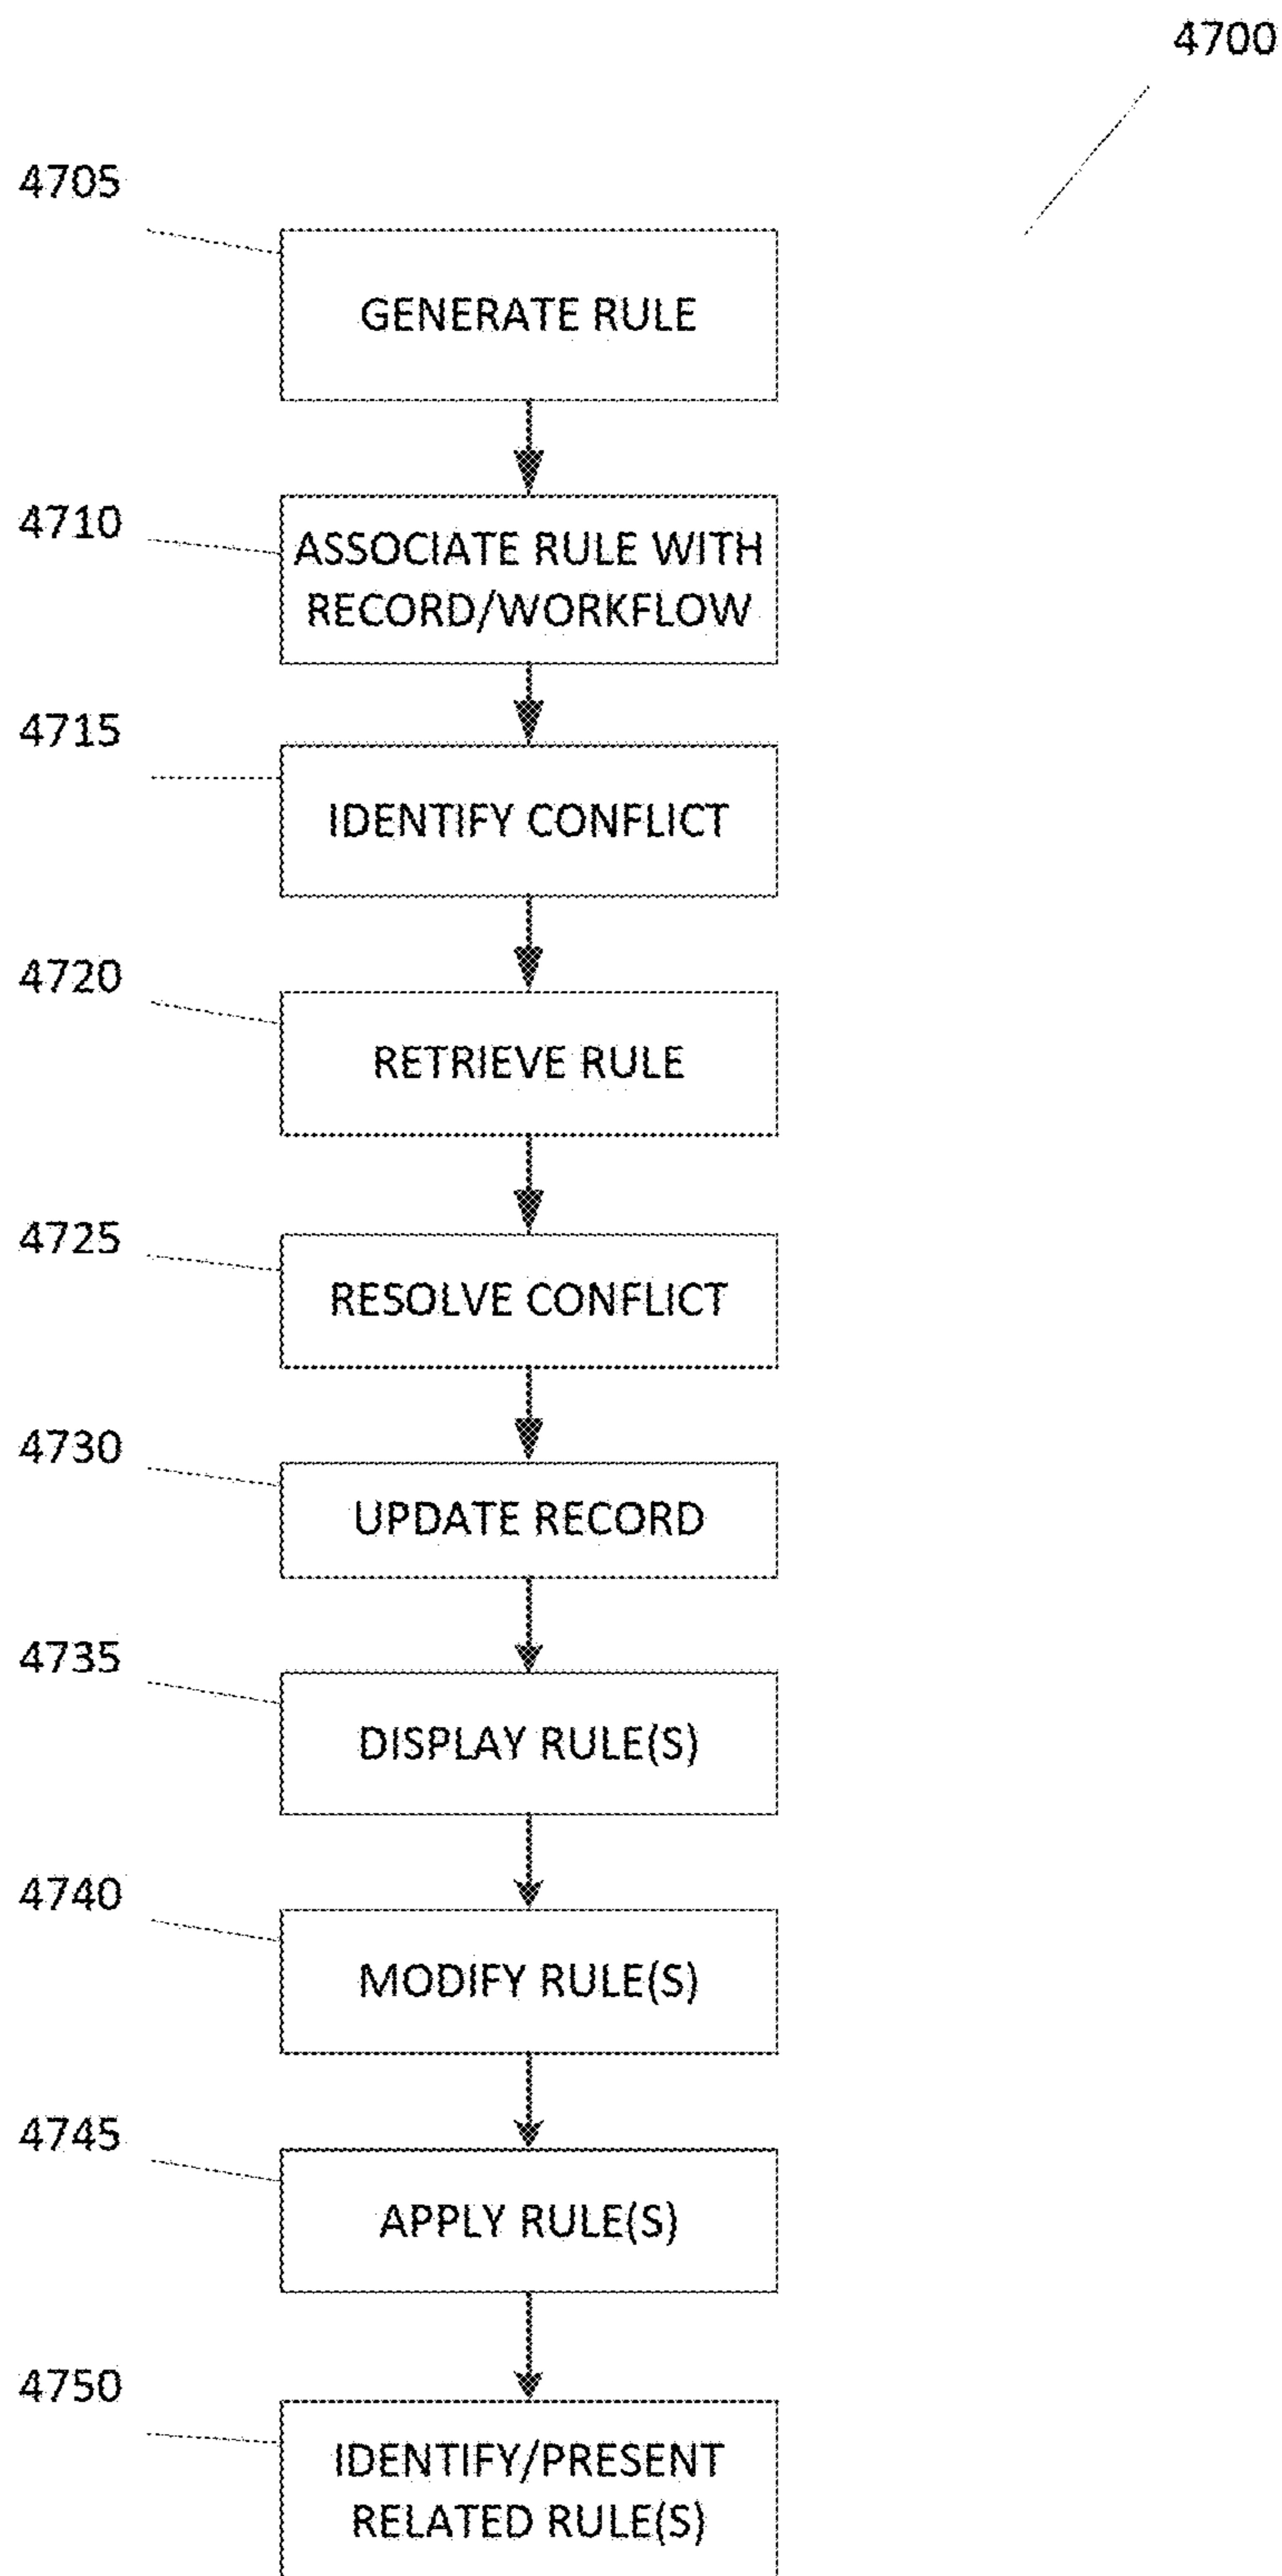 4700
4705
GENERATE RULE
4710
ASSOCIATE RULE WITH
RECORD/WORKFLOW
4715
IDENTIFY CONFLICT
4720
RETRIEVE RULE
4725
RESOLVE CONFLICT
4730
UPDATE RECORD
4735
DISPLAY RULE(S)
4740
MODIFY RULE(S)
4745
APPLY RULE(S)
4750
IDENTIFY/PRESENT
RELATED RULE(S)